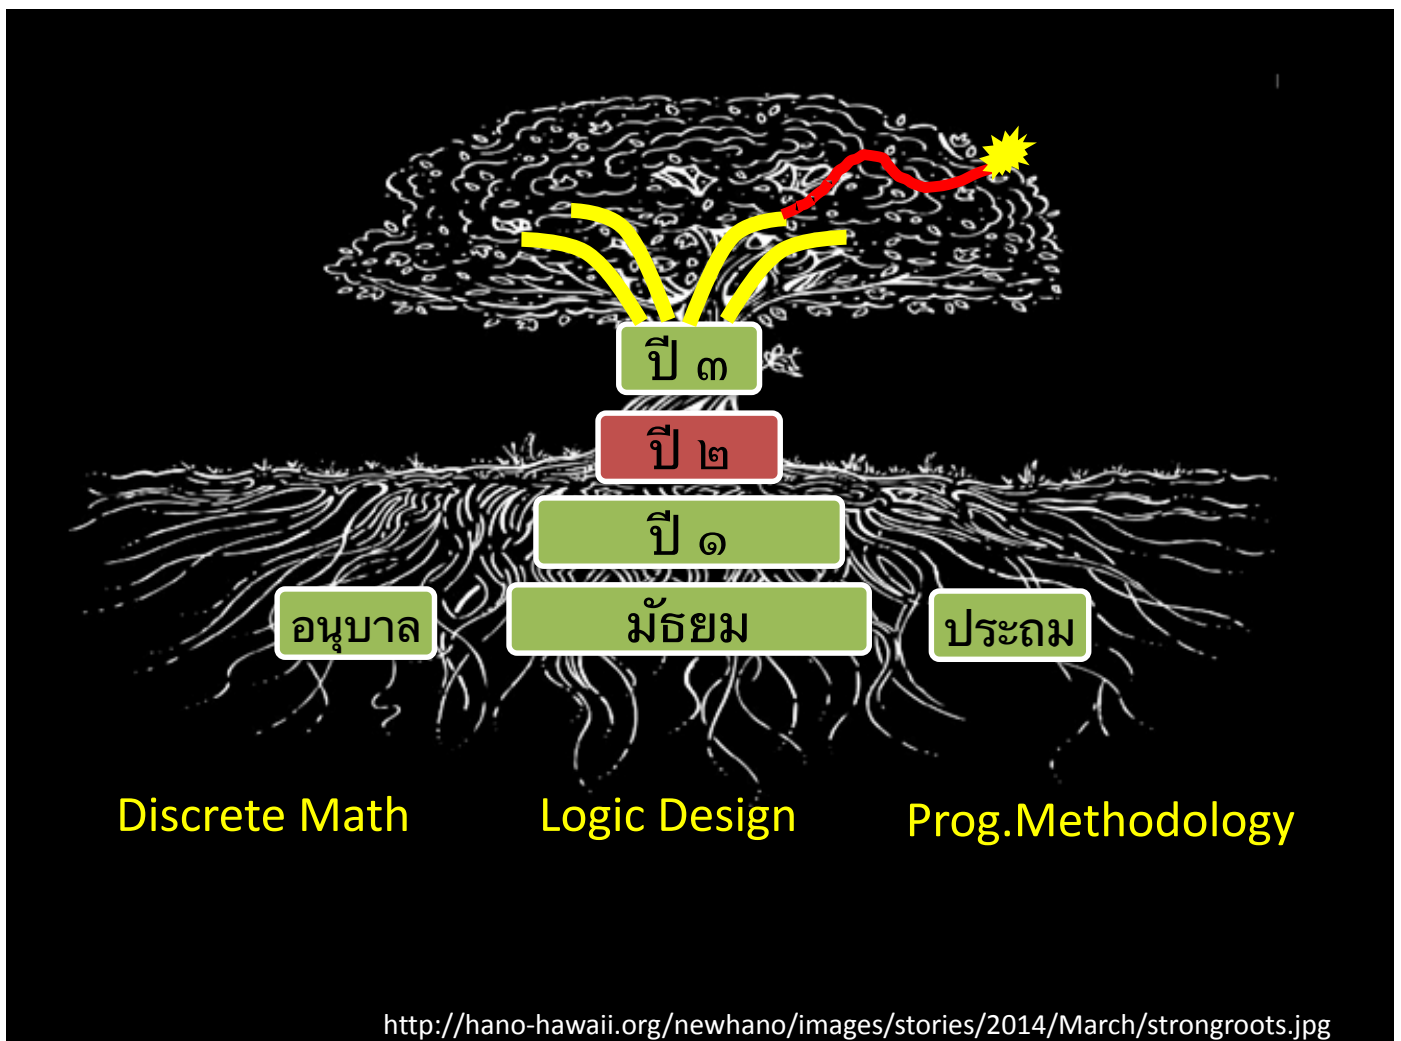 ปี ๓
ปี ๒
ปี ๑
อนุบาล
มัธยม
ประถม
Discrete Math
Logic Design
Prog.Methodology
http://hano-hawaii.org/newhano/images/stories/2014/March/strongroots.jpg